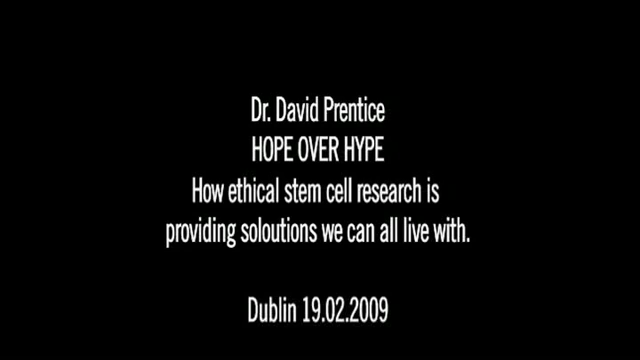 Dr. David Prentice
HOPE OVER HYPE
How ethical stem cell research is
providing soloutions we can all live with.
Dublin 19.02.2009